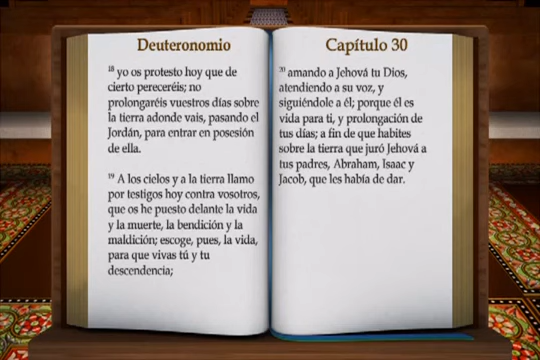 Deuteronomio
18 yo os protesto hoy que de
cierto pereceréis; no
prolongaréis vuestros días sobre
la tierra adonde vais, pasando el
Jordán, para entrar en posesión
de ella.
19 A los cielos y a la tierra llamo
por testigos hoy contra vosotros,
que os he puesto delante la vida
y la muerte, la bendición y la
maldición; escoge, pues, la vida,
para que vivas tú y tu
descendencia;
Capítulo 30
20 amando a Jehová tu Dios,
atendiendo a su voz, y
siguiéndole a él; porque él es
vida para ti, y prolongación de
tus días; a fin de que habites
sobre la tierra que juró Jehová a
tus padres, Abraham, Isaac y
Jacob, que les había de dar.